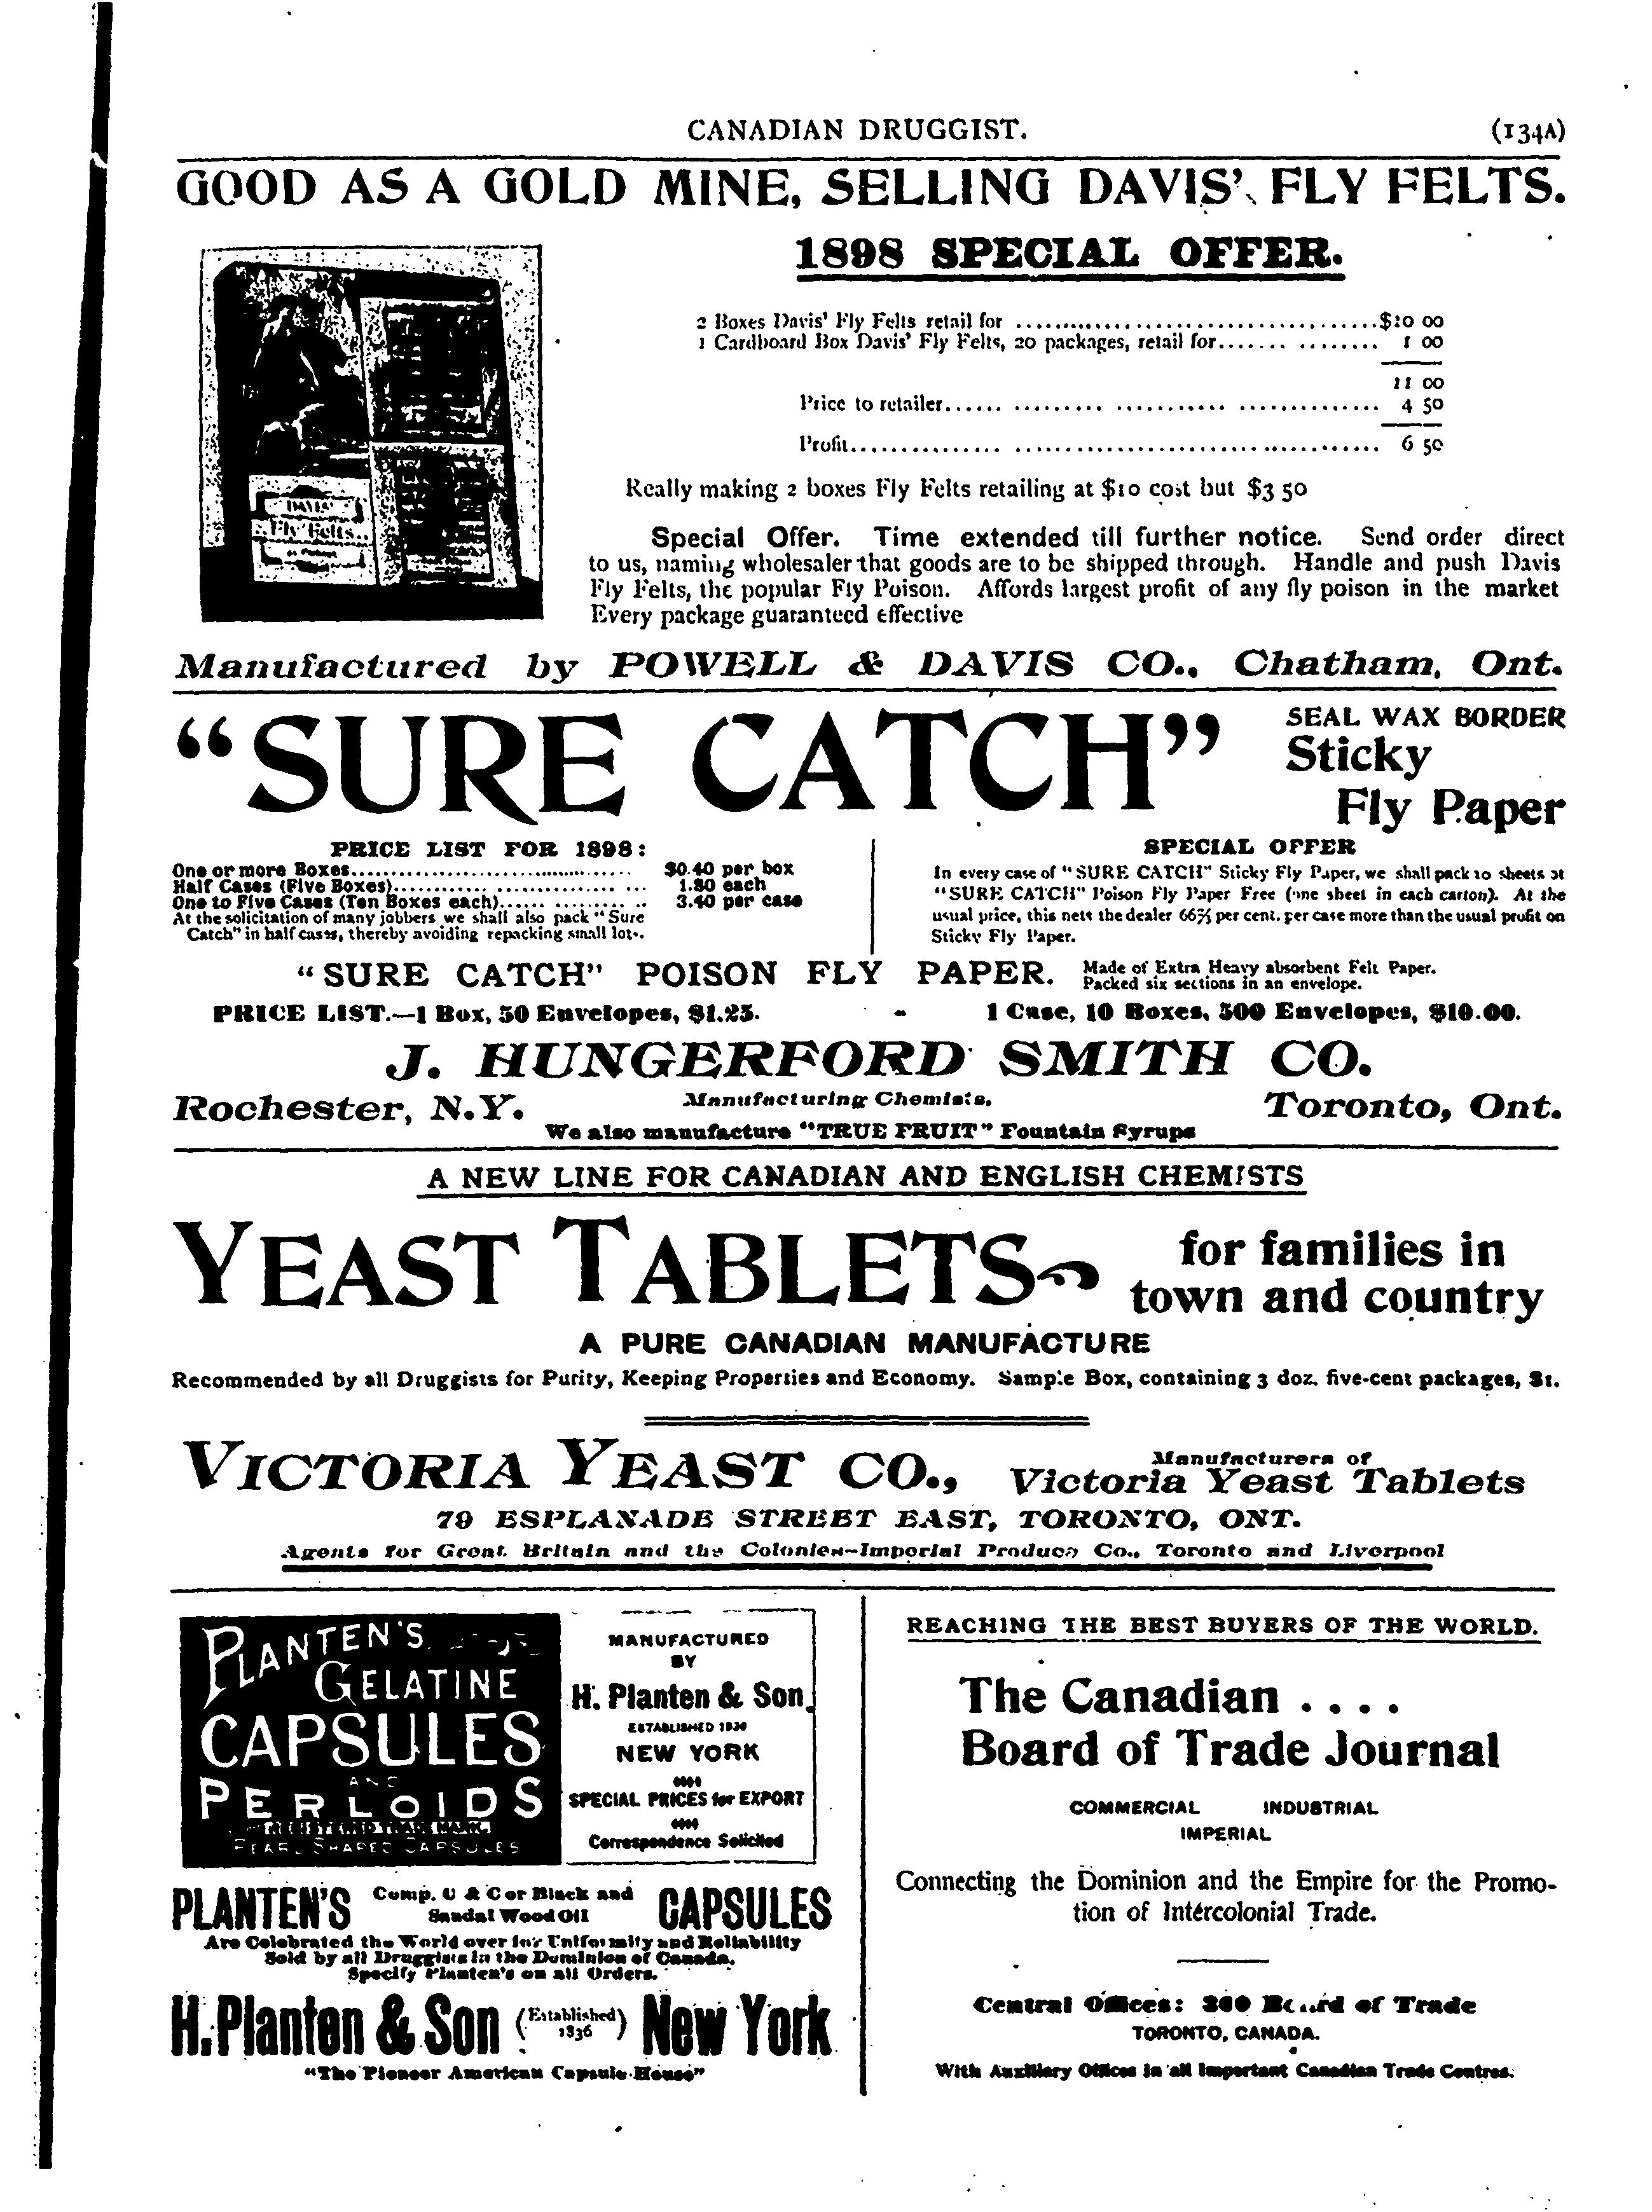 CANADIAN DRUGGIST.
(134A)
GOOD AS A GOLD MINE, SELLING DAVIS' FLY FELTS.
1898 SPECIAL OFFER.
2 Boxes Davis' Fly Felts retail for ........................................$10 00
1 Cardboard Box Davis' Fly Felts, 20 packages, retail for....... ........ 1 00
11 00
Price to retailer...... ......... ........... .............. 4 50
Profit............... ........................................ 6 50
Really making 2 boxes Fly Felts retailing at $10 cost but $3 50
Special Offer. Time extended till further notice. Send order direct
to us, naming wholesaler that goods are to be shipped through. Handle and push Davis
Fly Felts, the popular Fly Poison. Affords largest profit of any fly poison in the market
Every package guaranteed effective
DAVIS'
Fly Felts
Manufactured by POWELL & DAVIS CO., Chatham, Ont.
"SURE CATCH"
SEAL WAX BORDER
Sticky
Fly Paper
PRICE LIST FOR 1898:
One or more Boxes.................................... $0.40 per box
Half Cases (Five Boxes)............ ............ ... 1.80 each
One to Five Cases (Ten Boxes each)...... ......... .. 3.40 per case
At the solicitation of many jobbers we shall also pack "Sure
Catch" in half cases, thereby avoiding repacking small lots.
SPECIAL OFFER
In every case of "SURE CATCH" Sticky Fly Paper, we shall pack 10 sheets of
"SURE CATCH" Poison Fly Paper Free (one sheet in each carton). At the
usual price, this nets the dealer 66⅔ per cent. per case more than the usual profit on
Sticky Fly Paper.
"SURE CATCH" POISON FLY PAPER.
Made of Extra Heavy absorbent Felt Paper.
Packed six sections in an envelope.
PRICE LIST.—1 Box, 50 Envelopes, $1.25. - 1 Case, 10 Boxes, 500 Envelopes, $10.00.
J. HUNGERFORD SMITH CO.
Rochester, N.Y.
Manufacturing Chemists.
Toronto, Ont.
We also manufacture "TRUE FRUIT" Fountain Syrups
A NEW LINE FOR CANADIAN AND ENGLISH CHEMISTS
YEAST TABLETS
for families in
town and country
A PURE CANADIAN MANUFACTURE
Recommended by all Druggists for Purity, Keeping Properties and Economy. Sample Box, containing 3 doz. five-cent packages, $1.
VICTORIA YEAST CO.,
Manufacturers of
Victoria Yeast Tablets
79 ESPLANADE STREET EAST, TORONTO, ONT.
Agents for Great Britain and the Colonies—Imperial Produce Co., Toronto and Liverpool
PLANTEN'S
GELATINE
CAPSULES
AND
PERLOIDS
REGISTERED TRADE MARK.
PEARL SHAPED CAPSULES
MANUFACTURED
BY
H. Planten & Son,
ESTABLISHED 1836
NEW YORK
SPECIAL PRICES for EXPORT
Correspondence Solicited
PLANTEN'S
Comp. C & C or Black and
Sandal Wood Oil
CAPSULES
Are Celebrated the World over for Uniformity and Reliability
Sold by all Druggists in the Dominion of Canada.
Specify Planten's on all Orders.
H. Planten & Son (Established 1836) New York
"The Pioneer American Capsule House"
REACHING THE BEST BUYERS OF THE WORLD.
The Canadian . . . .
Board of Trade Journal
COMMERCIAL INDUSTRIAL
IMPERIAL
Connecting the Dominion and the Empire for the Promo-
tion of Intercolonial Trade.
Central Offices: Board of Trade
TORONTO, CANADA.
With Auxiliary Offices in all Important Canadian Trade Centres.